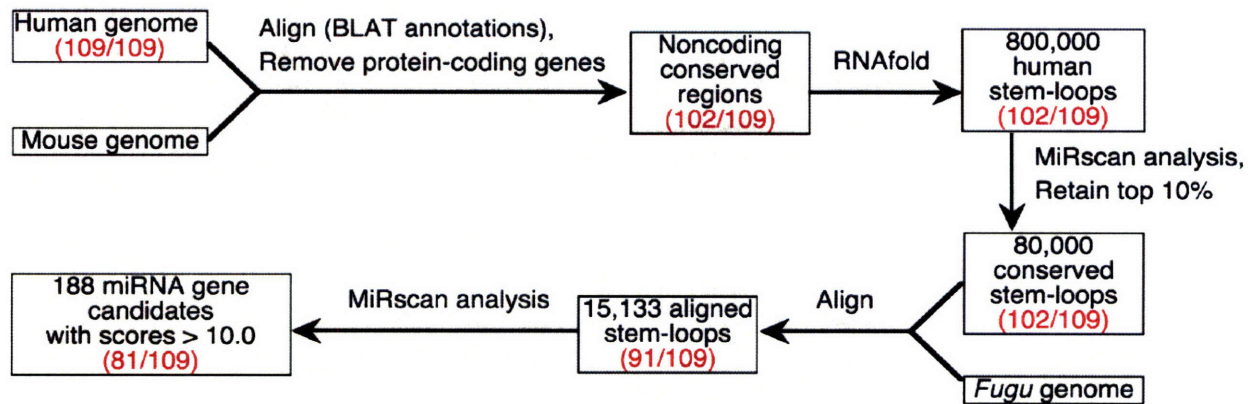 Human genome
(109/109)
Mouse genome
Align (BLAT annotations),
Remove protein-coding genes
Noncoding
conserved
regions
(102/109)
RNAfold
800,000
human
stem-loops
(102/109)
MiRscan analysis,
Retain top 10%
80,000
conserved
stem-loops
(102/109)
Fugu genome
Align
15,133 aligned
stem-loops
(91/109)
MiRscan analysis
188 miRNA gene
candidates
with scores > 10.0
(81/109)